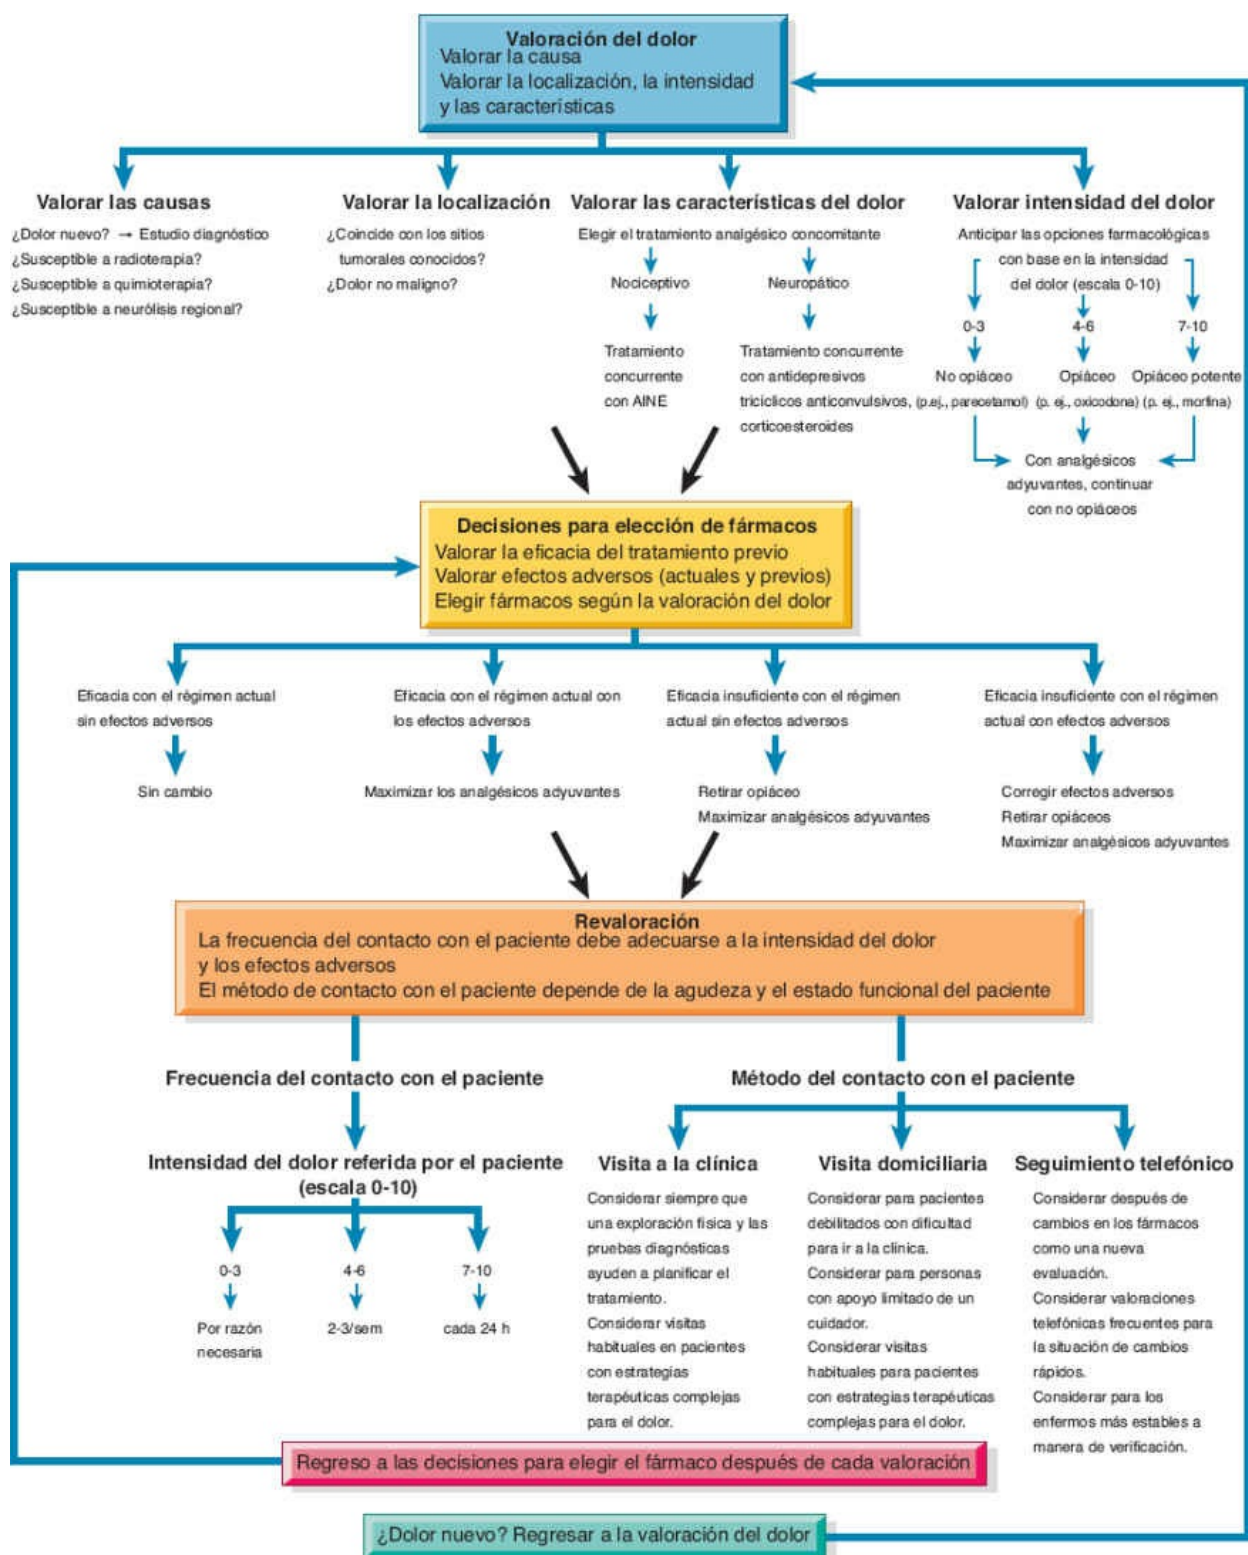 Valoración del dolor
Valorar la causa
Valorar la localización, la intensidad
y las características
Valorar las causas
¿Dolor nuevo? → Estudio diagnóstico
¿Susceptible a radioterapia?
¿Susceptible a quimioterapia?
¿Susceptible a neurólisis regional?
Valorar la localización
¿Coincide con los sitios
tumorales conocidos?
¿Dolor no maligno?
Valorar las características del dolor
Elegir el tratamiento analgésico concomitante
Nociceptivo
Tratamiento
concurrente
con AINE
Neuropático
Tratamiento concurrente
con antidepresivos
tricíclicos anticonvulsivos,
corticoesteroides
Valorar intensidad del dolor
Anticipar las opciones farmacológicas
con base en la intensidad
del dolor (escala 0-10)
0-3
4-6
7-10
No opiáceo
(p.ej., parecetamol)
Opiáceo
(p. ej., oxicodona)
Opiáceo potente
(p. ej., morfina)
Con analgésicos
adyuvantes, continuar
con no opiáceos
Decisiones para elección de fármacos
Valorar la eficacia del tratamiento previo
Valorar efectos adversos (actuales y previos)
Elegir fármacos según la valoración del dolor
Eficacia con el régimen actual
sin efectos adversos
Sin cambio
Eficacia con el régimen actual con
los efectos adversos
Maximizar los analgésicos adyuvantes
Eficacia insuficiente con el régimen
actual sin efectos adversos
Retirar opiáceo
Maximizar analgésicos adyuvantes
Eficacia insuficiente con el régimen
actual con efectos adversos
Corregir efectos adversos
Retirar opiáceos
Maximizar analgésicos adyuvantes
Revaloración
La frecuencia del contacto con el paciente debe adecuarse a la intensidad del dolor
y los efectos adversos
El método de contacto con el paciente depende de la agudeza y el estado funcional del paciente
Frecuencia del contacto con el paciente
Intensidad del dolor referida por el paciente
(escala 0-10)
0-3
4-6
7-10
Por razón
necesaria
2-3/sem
cada 24 h
Método del contacto con el paciente
Visita a la clínica
Considerar siempre que
una exploración física y las
pruebas diagnósticas
ayuden a planificar el
tratamiento.
Considerar visitas
habituales en pacientes
con estrategias
terapéuticas complejas
para el dolor.
Visita domiciliaria
Considerar para pacientes
debilitados con dificultad
para ir a la clínica.
Considerar para personas
con apoyo limitado de un
cuidador.
Considerar visitas
habituales para pacientes
con estrategias terapéuticas
complejas para el dolor.
Seguimiento telefónico
Considerar después de
cambios en los fármacos
como una nueva
evaluación.
Considerar valoraciones
telefónicas frecuentes para
la situación de cambios
rápidos.
Considerar para los
enfermos más estables a
manera de verificación.
Regreso a las decisiones para elegir el fármaco después de cada valoración
¿Dolor nuevo? Regresar a la valoración del dolor